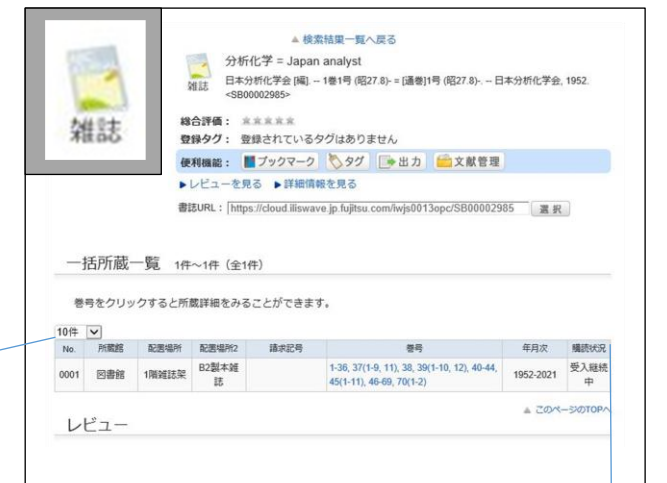 雑誌
▲ 検索結果一覧へ戻る
雑誌
分析化学 = Japan analyst
日本分析化学会 [編]. -- 1巻1号 (昭27.8)- = [通巻]1号 (昭27.8)-. -- 日本分析化学会, 1952.
<SB00002985>
総合評価： ★★★★★
登録タグ： 登録されているタグはありません
便利機能： ブックマーク タグ 出力 文献管理
▶レビューを見る ▶詳細情報を見る
書誌URL： https://cloud.iliswave.jp.fujitsu.com/iwjs0013opc/SB00002985 選択
一括所蔵一覧 1件～1件（全1件）
巻号をクリックすると所蔵詳細をみることができます。
10件
No. 所蔵館 配置場所 配置場所2 請求記号 巻号 年月次 購読状況
0001 図書館 1階雑誌架 B2製本雑誌 1-36, 37(1-9, 11), 38, 39(1-10, 12), 40-44, 45(1-11), 46-69, 70(1-2) 1952-2021 受入継続中
▲ このページのTOPへ
レビュー